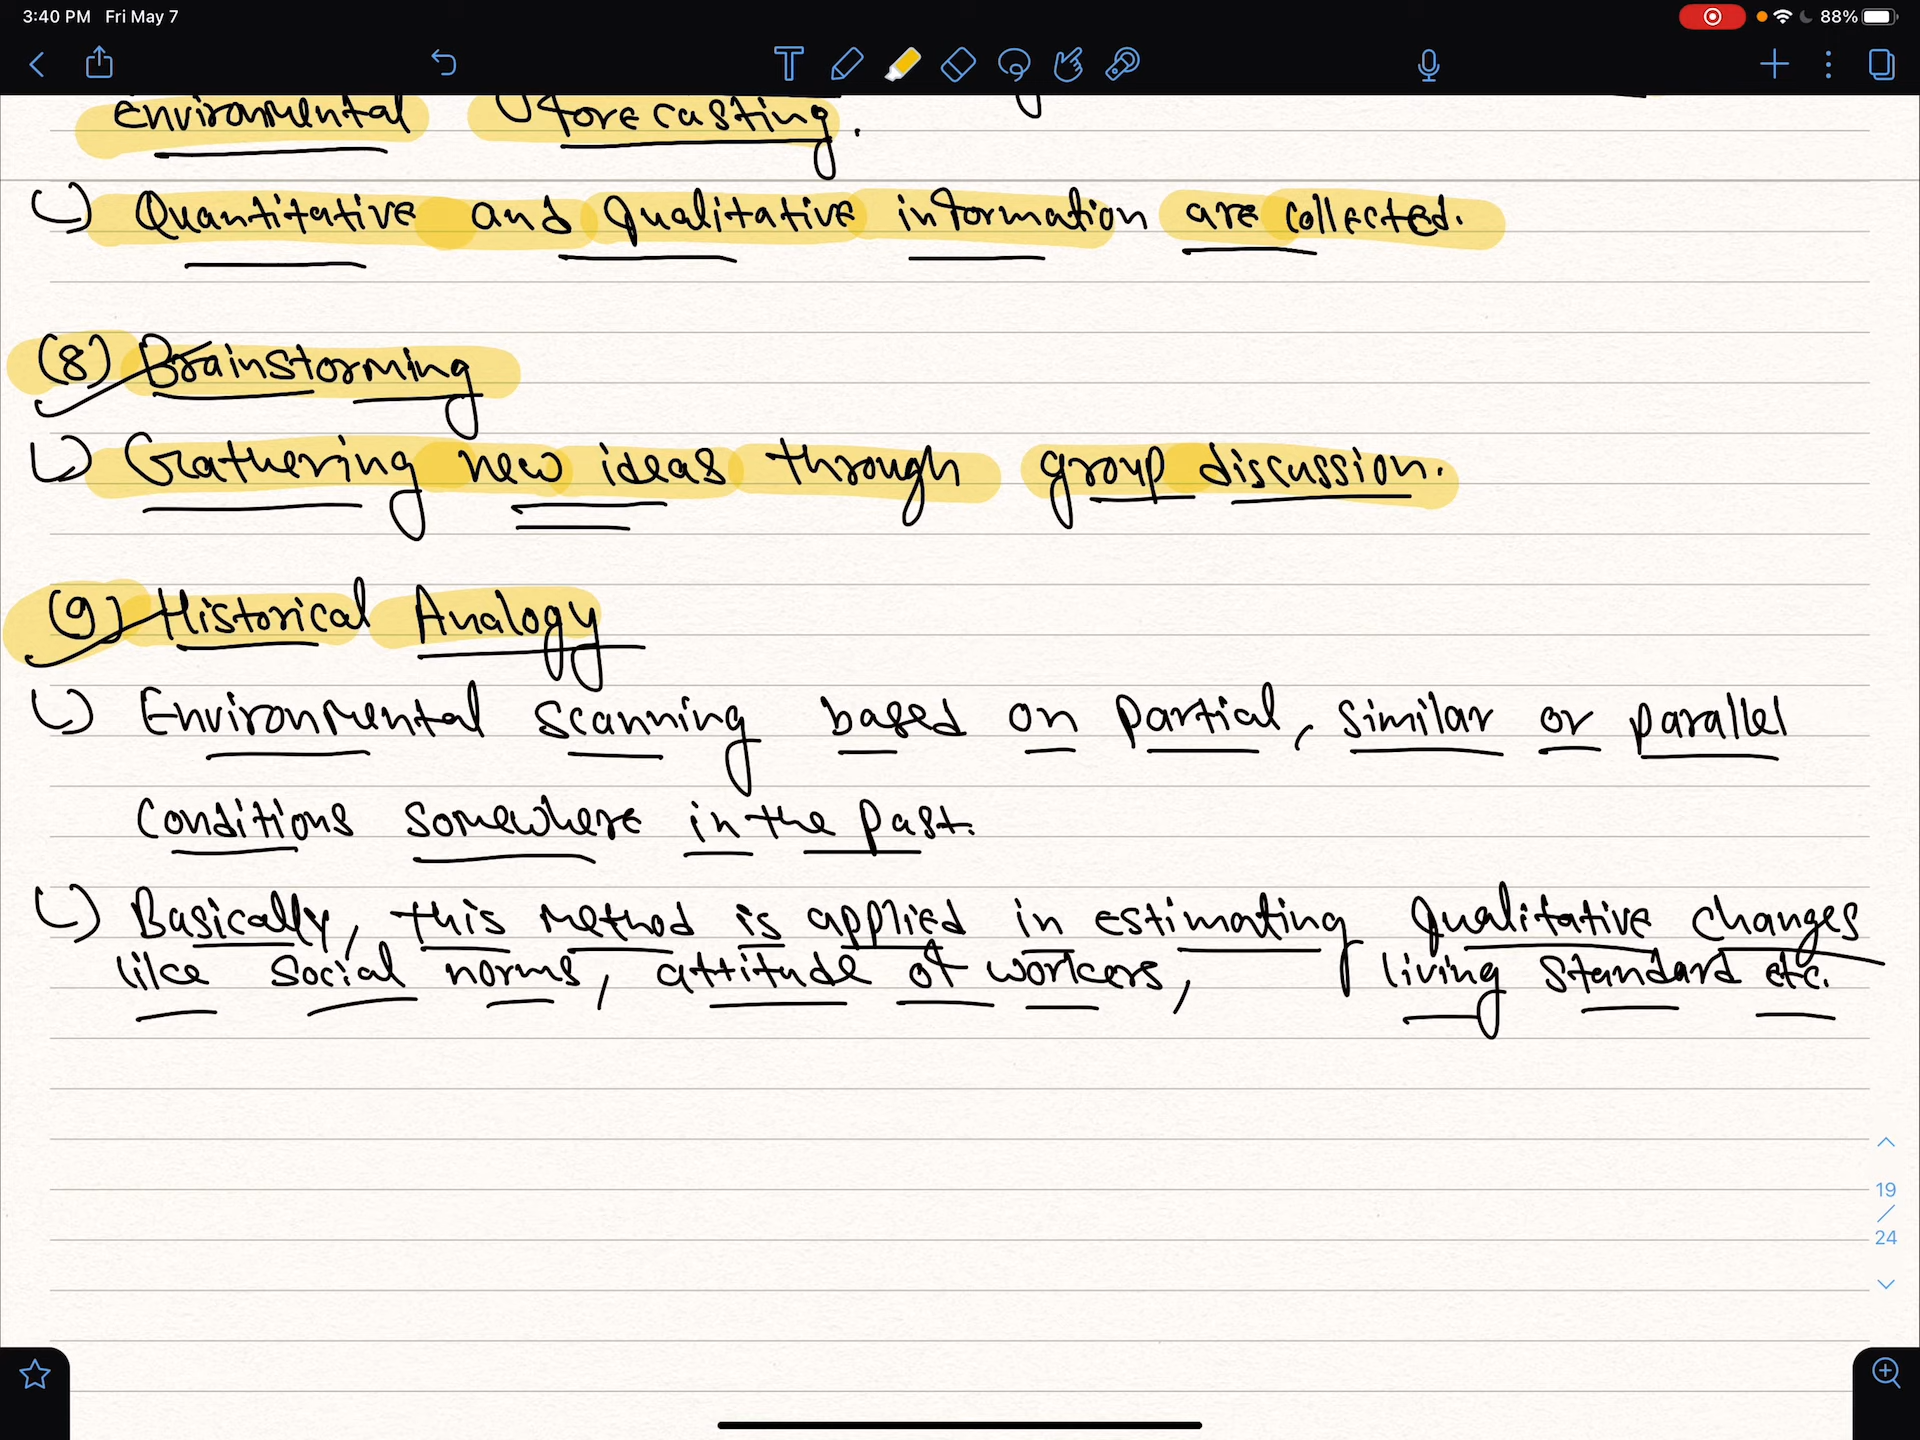 3:40 PM Fri May 7
88%
Environmental forecasting.
Quantitative and Qualitative information are collected.
(8) Brainstorming
Gathering new ideas through group discussion.
(9) Historical Analogy
Environmental scanning based on Partial, similar or parallel
Conditions somewhere in the past.
Basically, this method is applied in estimating Qualitative changes
like Social norms, attitude of workers, living standard etc.
19
/
24